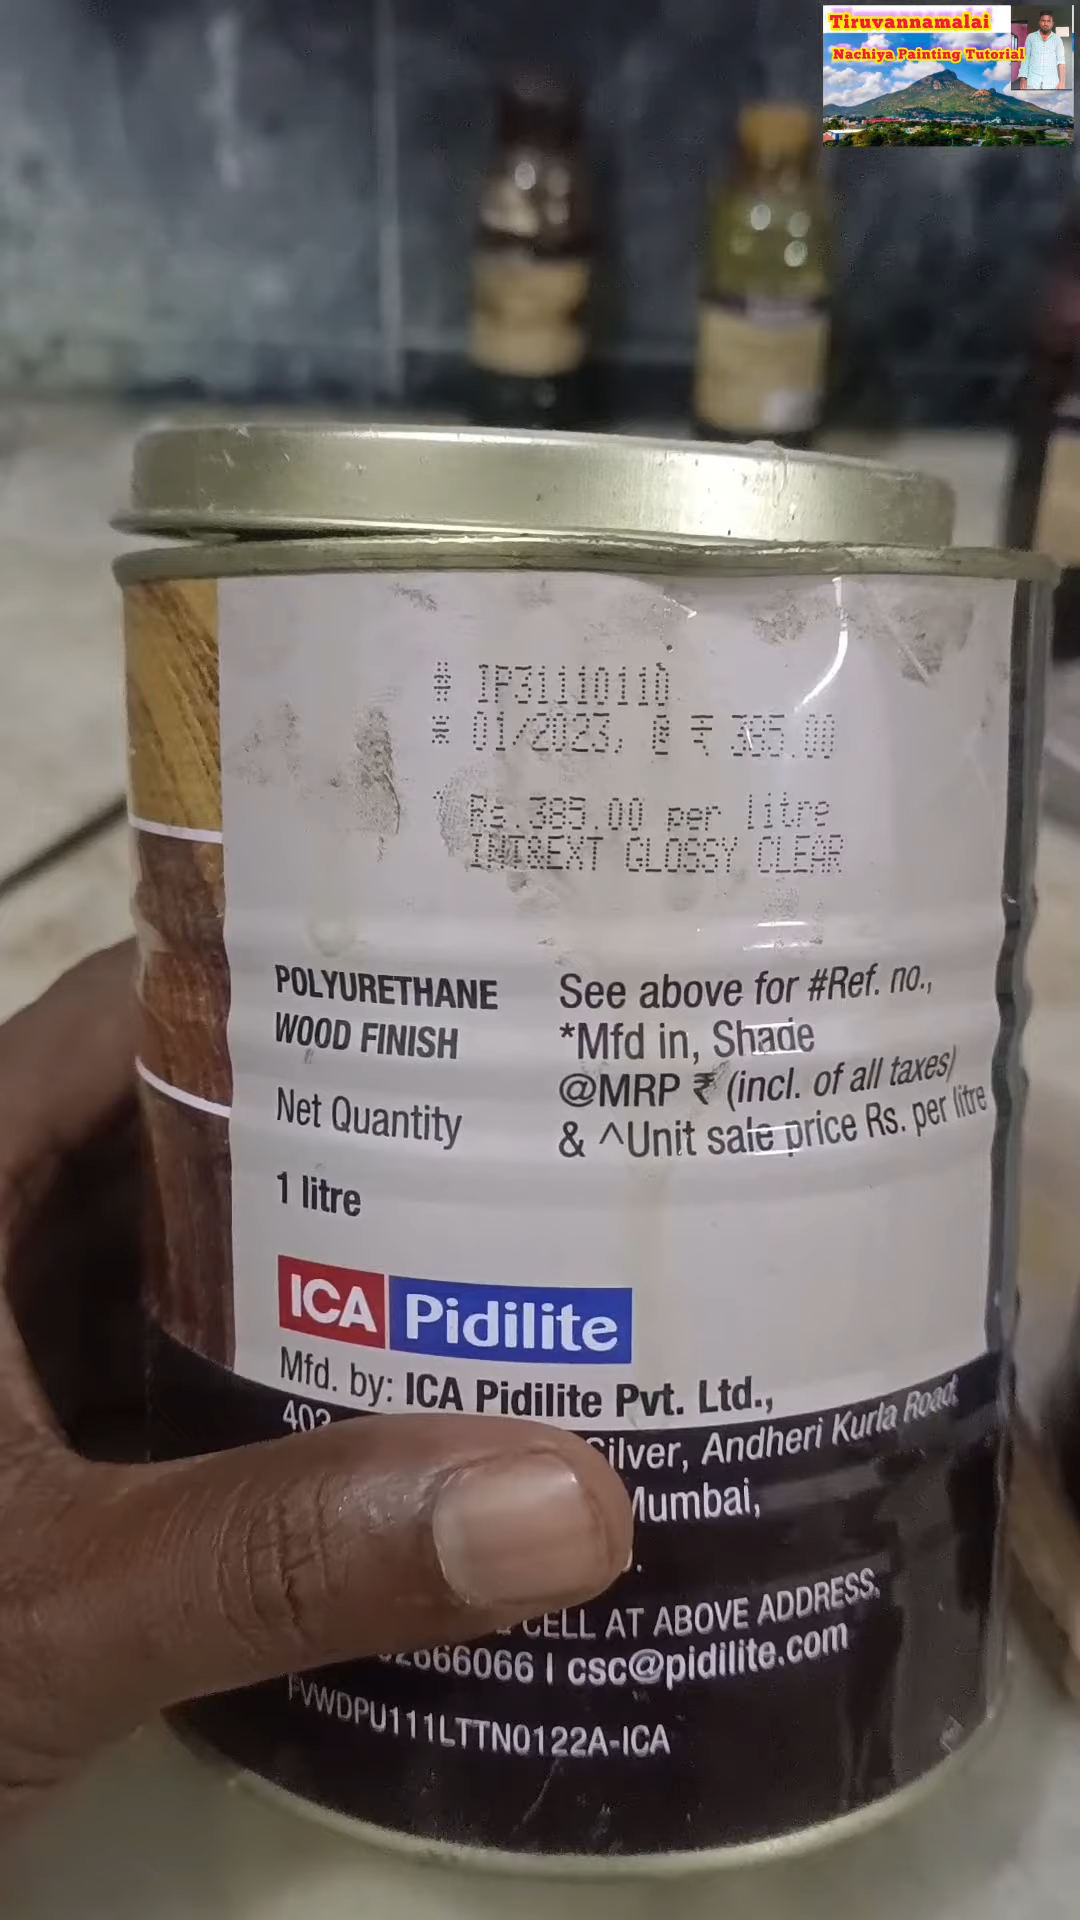 Tiruvannamalai
Nachiya Painting Tutorial
# IP31110110
* 01/2023, @ ₹ 385.00
^ Rs.385.00 per litre
INT&EXT GLOSSY CLEAR
POLYURETHANE
WOOD FINISH
See above for #Ref. no.,
*Mfd in, Shade
@MRP ₹ (incl. of all taxes)
& ^Unit sale price Rs. per litre
Net Quantity
1 litre
ICA Pidilite
Mfd. by: ICA Pidilite Pvt. Ltd.,
Andheri Kurla Road,
Mumbai,
CELL AT ABOVE ADDRESS.
666066 I csc@pidilite.com
FVWDPU111LTTN0122A-ICA